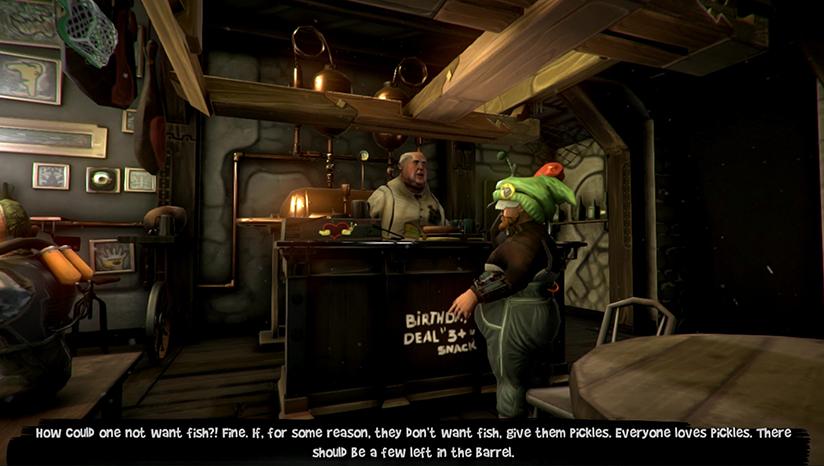 BIRTHDAY
DEAL "3+"
SNACK
How could one not want fish?! Fine. If, for some reason, they don't want fish, give them pickles. Everyone loves pickles. There
should be a few left in the barrel.